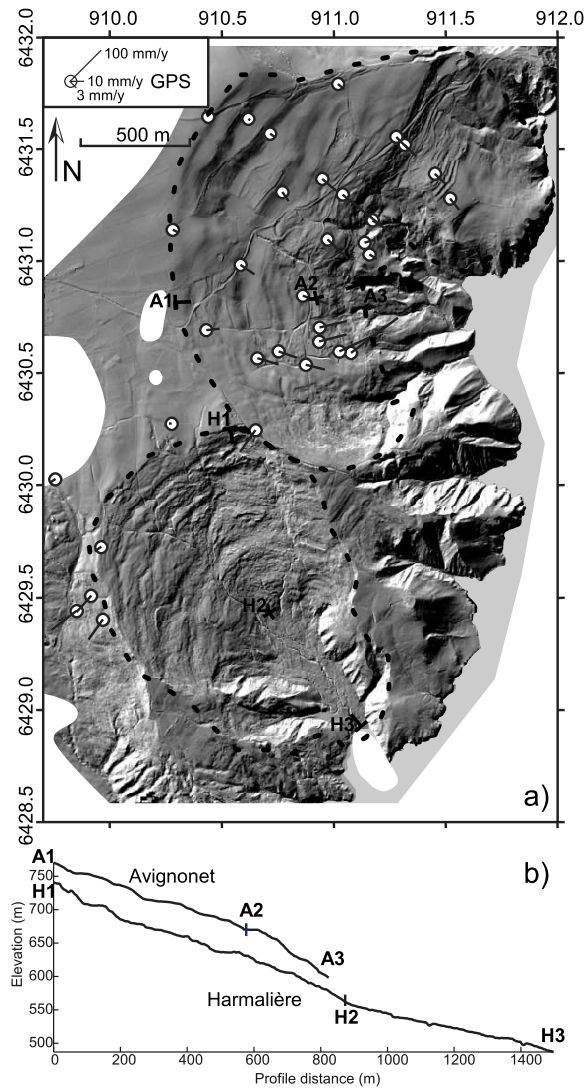 a)
910.0 910.5 911.0 911.5 912.0
6432.0
100 mm/y
10 mm/y GPS
3 mm/y
500 m
N
6431.5
6431.0
A1 A2 A3
6430.5
H1
6430.0
6429.5
H2
6429.0
H3
6428.5
a)
b)
A1
H1
Avignonet
A2
A3
Harmalière
H2
H3
Elevation (m)
750
700
650
600
550
500
0 200 400 600 800 1000 1200 1400
Profile distance (m)